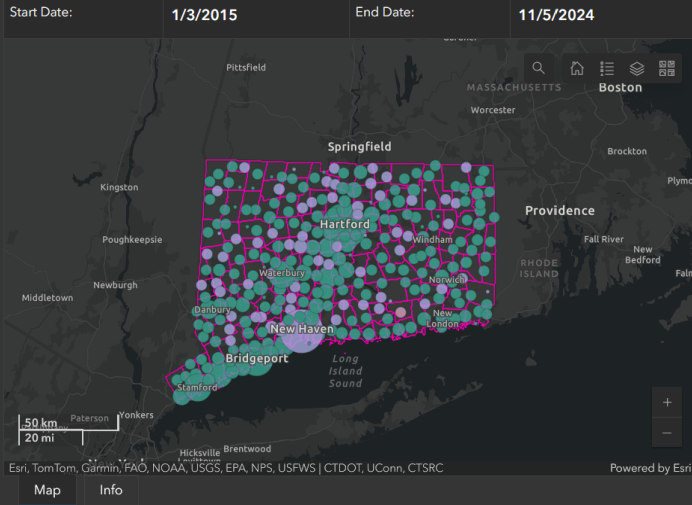 Start Date: 1/3/2015 End Date: 11/5/2024
Pittsfield
MASSACHUSETTS
Boston
Worcester
Springfield
Brockton
Kingston
Providence
Hartford
Poughkeepsie
Windham
Fall River
New
Bedford
RHODE
ISLAND
Waterbury
Norwich
Newburgh
Middletown
Danbury
New
London
New Haven
Bridgeport
Long
Island
Sound
Stamford
50 km
20 mi
Paterson
Yonkers
Brentwood
Hicksville
Esri, TomTom, Garmin, FAO, NOAA, USGS, EPA, NPS, USFWS | CTDOT, UConn, CTSRC
Powered by Esri
Map
Info